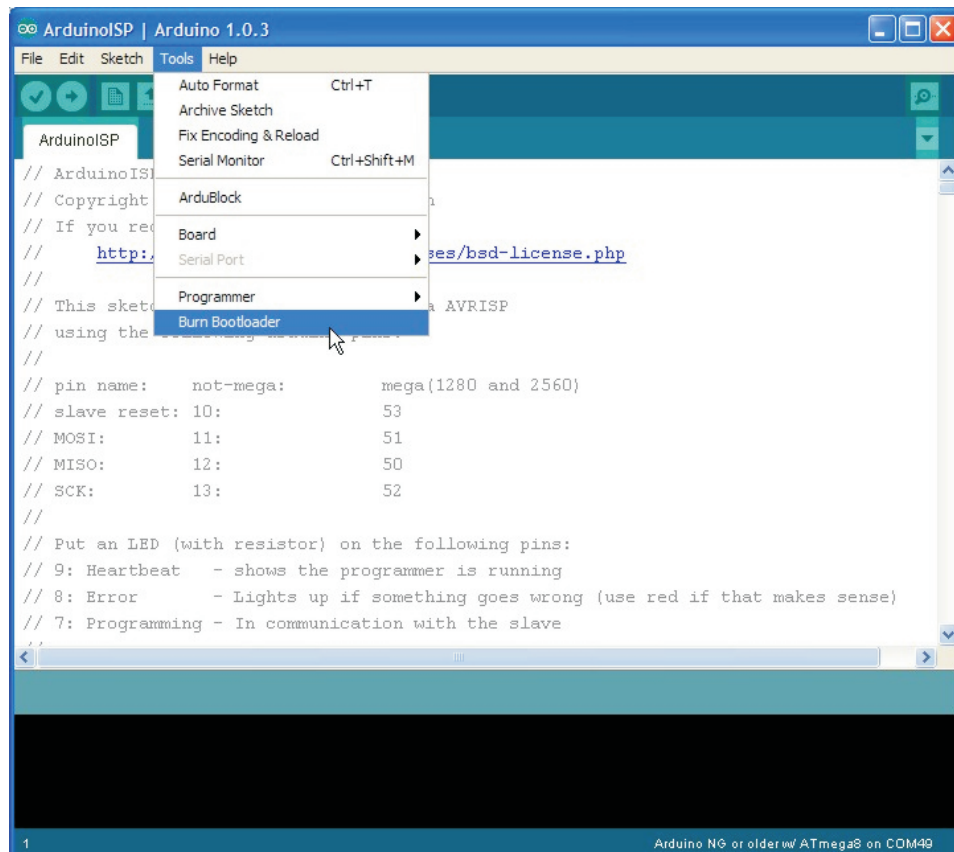 ArduinoISP | Arduino 1.0.3
File Edit Sketch Tools Help
Auto Format Ctrl+T
Archive Sketch
Fix Encoding & Reload
Serial Monitor Ctrl+Shift+M
ArduBlock
Board
Serial Port
Programmer
Burn Bootloader
ArduinoISP
// ArduinoISP
// Copyright
// If you
// http:/ ses/bsd-license.php
//
// This a AVRISP
// using the
//
// pin name: not-mega: mega(1280 and 2560)
// slave reset: 10: 53
// MOSI: 11: 51
// MISO: 12: 50
// SCK: 13: 52
//
// Put an LED (with resistor) on the following pins:
// 9: Heartbeat - shows the programmer is running
// 8: Error - Lights up if something goes wrong (use red if that makes sense)
// 7: Programming - In communication with the slave
1 Arduino NG or older w/ ATmega8 on COM49